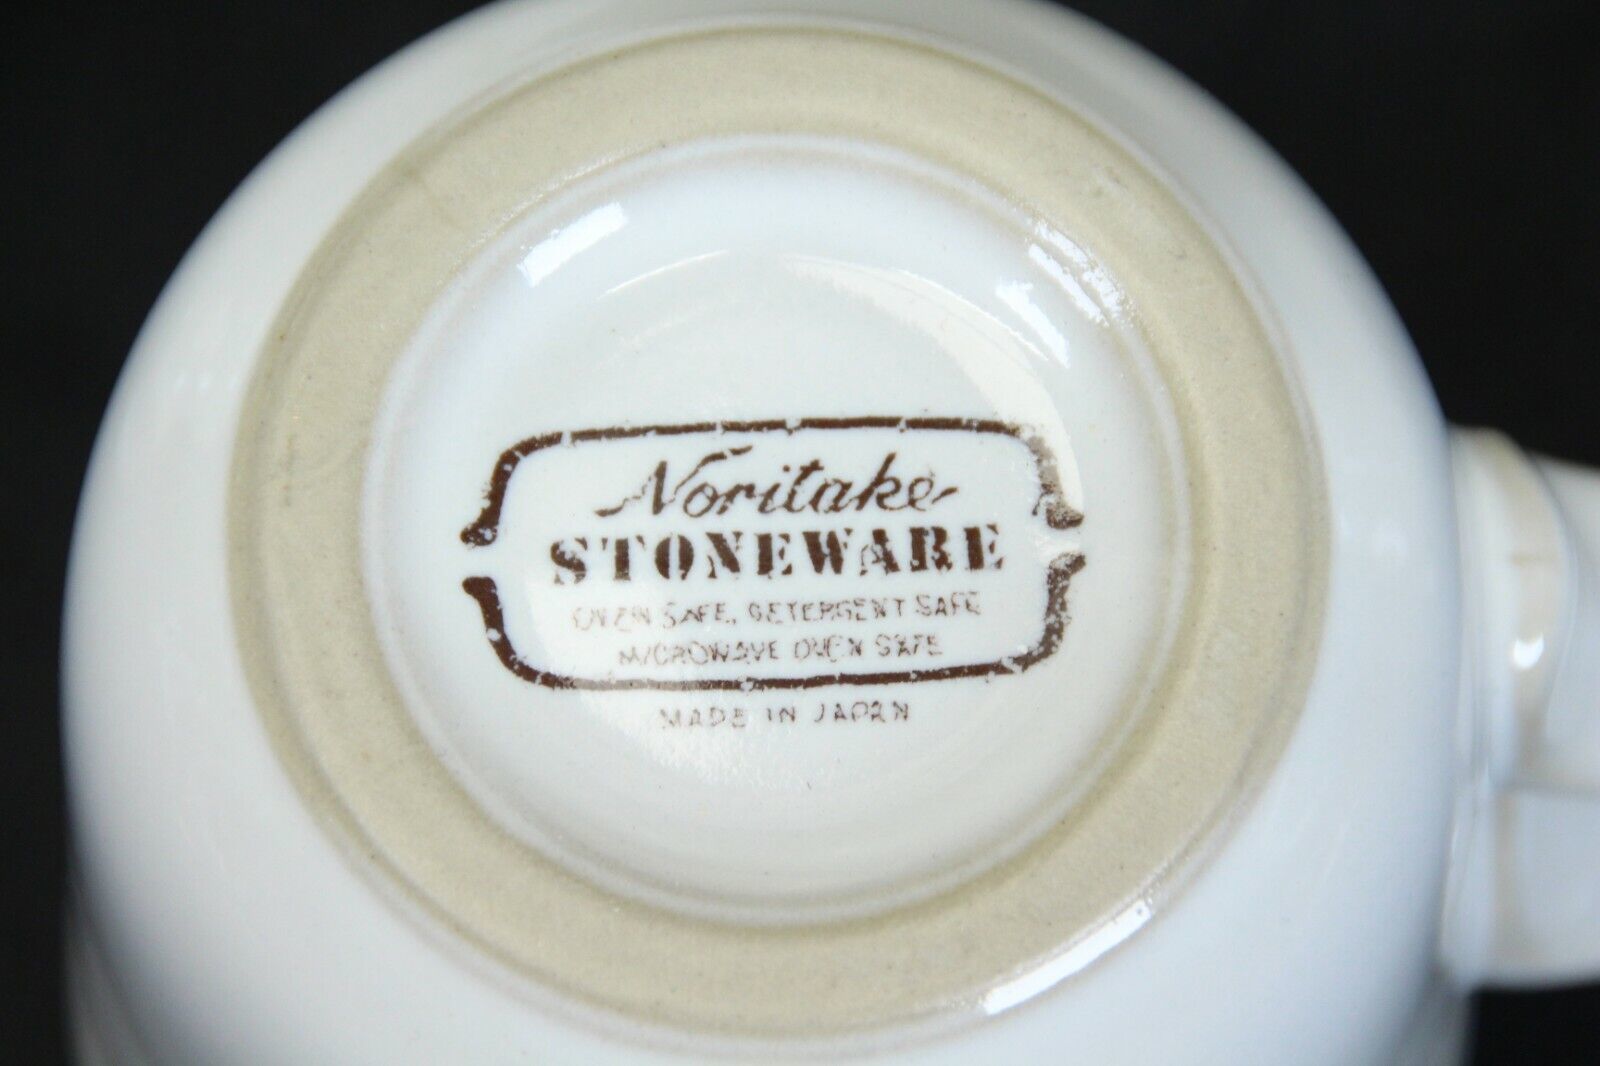 Noritake
STONEWARE
OVEN SAFE, DETERGENT SAFE
MICROWAVE OVEN SAFE
MADE IN JAPAN